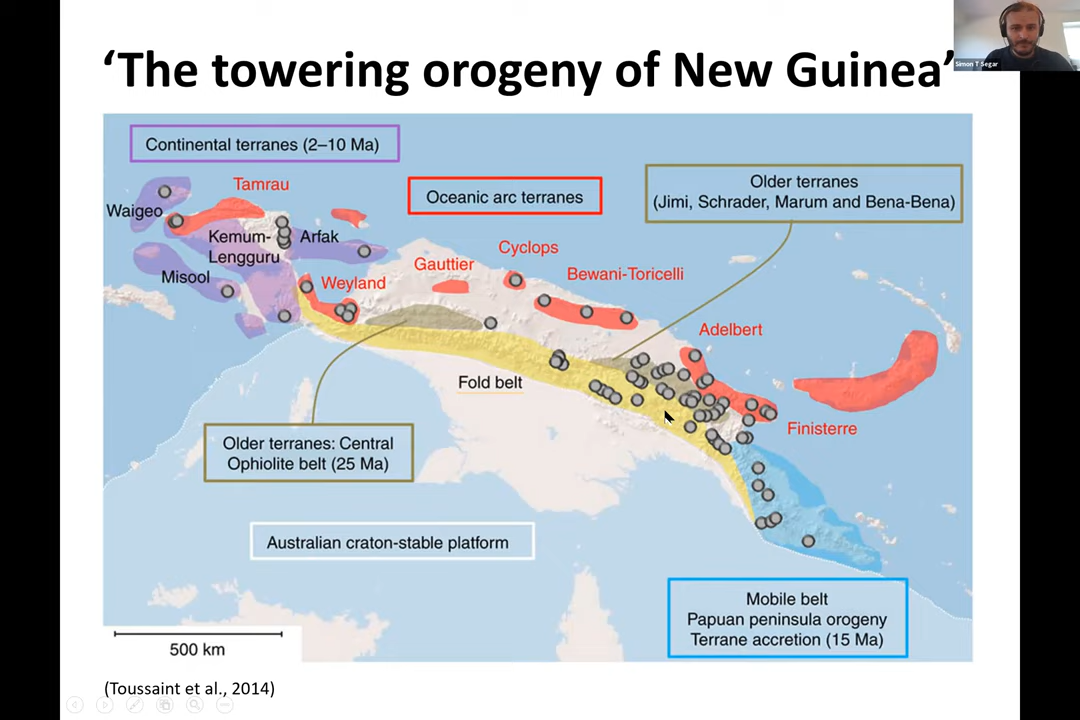 ‘The towering orogeny of New Guinea’
Simon T Segar
Continental terranes (2–10 Ma)
Older terranes
(Jimi, Schrader, Marum and Bena-Bena)
Tamrau
Oceanic arc terranes
Waigeo
Kemum-
Lengguru
Arfak
Cyclops
Gauttier
Bewani-Toricelli
Misool
Weyland
Adelbert
Fold belt
Finisterre
Older terranes: Central
Ophiolite belt (25 Ma)
Australian craton-stable platform
Mobile belt
Papuan peninsula orogeny
Terrane accretion (15 Ma)
500 km
(Toussaint et al., 2014)